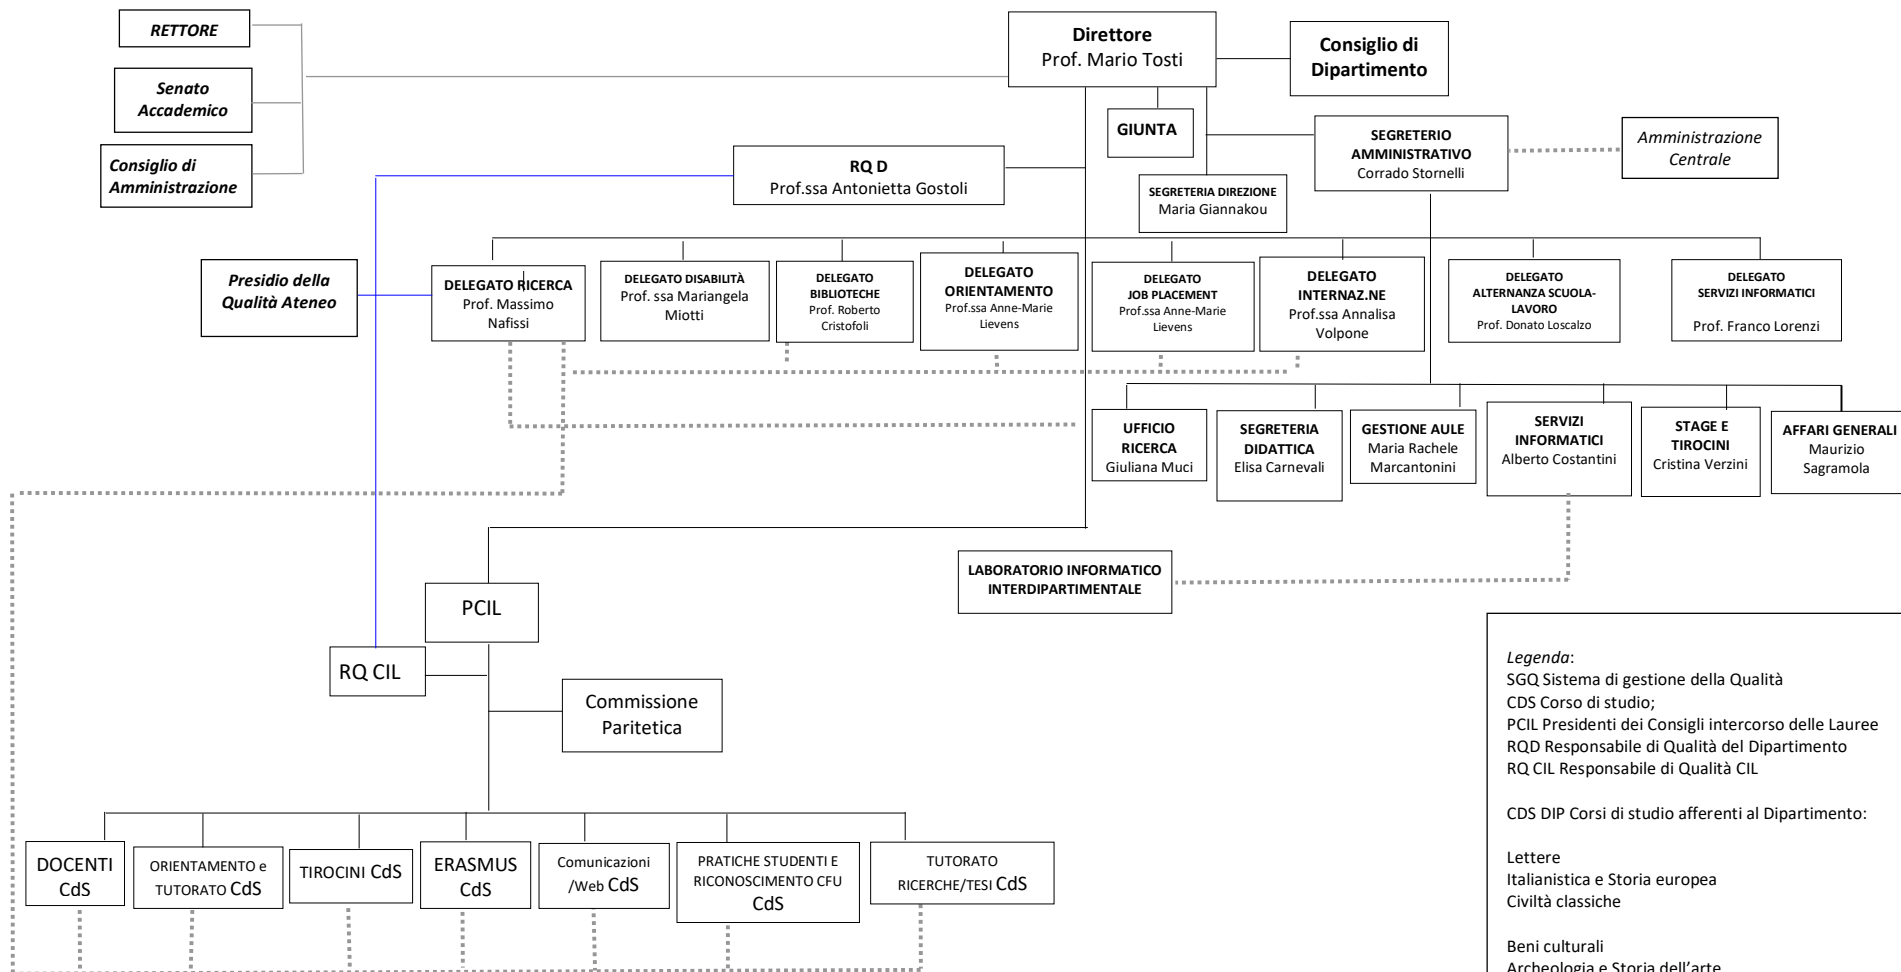 RETTORE
Senato
Accademico
Consiglio di
Amministrazione
Direttore
Prof. Mario Tosti
Consiglio di
Dipartimento
GIUNTA
SEGRETERIO
AMMINISTRATIVO
Corrado Stornelli
Amministrazione
Centrale
RQ D
Prof.ssa Antonietta Gostoli
SEGRETERIA DIREZIONE
Maria Giannakou
Presidio della
Qualità Ateneo
DELEGATO RICERCA
Prof. Massimo
Nafissi
DELEGATO DISABILITÀ
Prof. ssa Mariangela
Miotti
DELEGATO
BIBLIOTECHE
Prof. Roberto
Cristofoli
DELEGATO
ORIENTAMENTO
Prof.ssa Anne-Marie
Lievens
DELEGATO
JOB PLACEMENT
Prof.ssa Anne-Marie
Lievens
DELEGATO
INTERNAZ.NE
Prof.ssa Annalisa
Volpone
DELEGATO
ALTERNANZA SCUOLA-
LAVORO
Prof. Donato Loscalzo
DELEGATO
SERVIZI INFORMATICI
Prof. Franco Lorenzi
UFFICIO
RICERCA
Giuliana Muci
SEGRETERIA
DIDATTICA
Elisa Carnevali
GESTIONE AULE
Maria Rachele
Marcantonini
SERVIZI
INFORMATICI
Alberto Costantini
STAGE E
TIROCINI
Cristina Verzini
AFFARI GENERALI
Maurizio
Sagramola
LABORATORIO INFORMATICO
INTERDIPARTIMENTALE
PCIL
RQ CIL
Commissione
Paritetica
DOCENTI
CdS
ORIENTAMENTO e
TUTORATO CdS
TIROCINI CdS
ERASMUS
CdS
Comunicazioni
/Web CdS
PRATICHE STUDENTI E
RICONOSCIMENTO CFU
CdS
TUTORATO
RICERCHE/TESI CdS
Legenda:
SGQ Sistema di gestione della Qualità
CDS Corso di studio;
PCIL Presidenti dei Consigli intercorso delle Lauree
RQD Responsabile di Qualità del Dipartimento
RQ CIL Responsabile di Qualità CIL
CDS DIP Corsi di studio afferenti al Dipartimento:
Lettere
Italianistica e Storia europea
Civiltà classiche
Beni culturali
Archeologia e Storia dell'arte